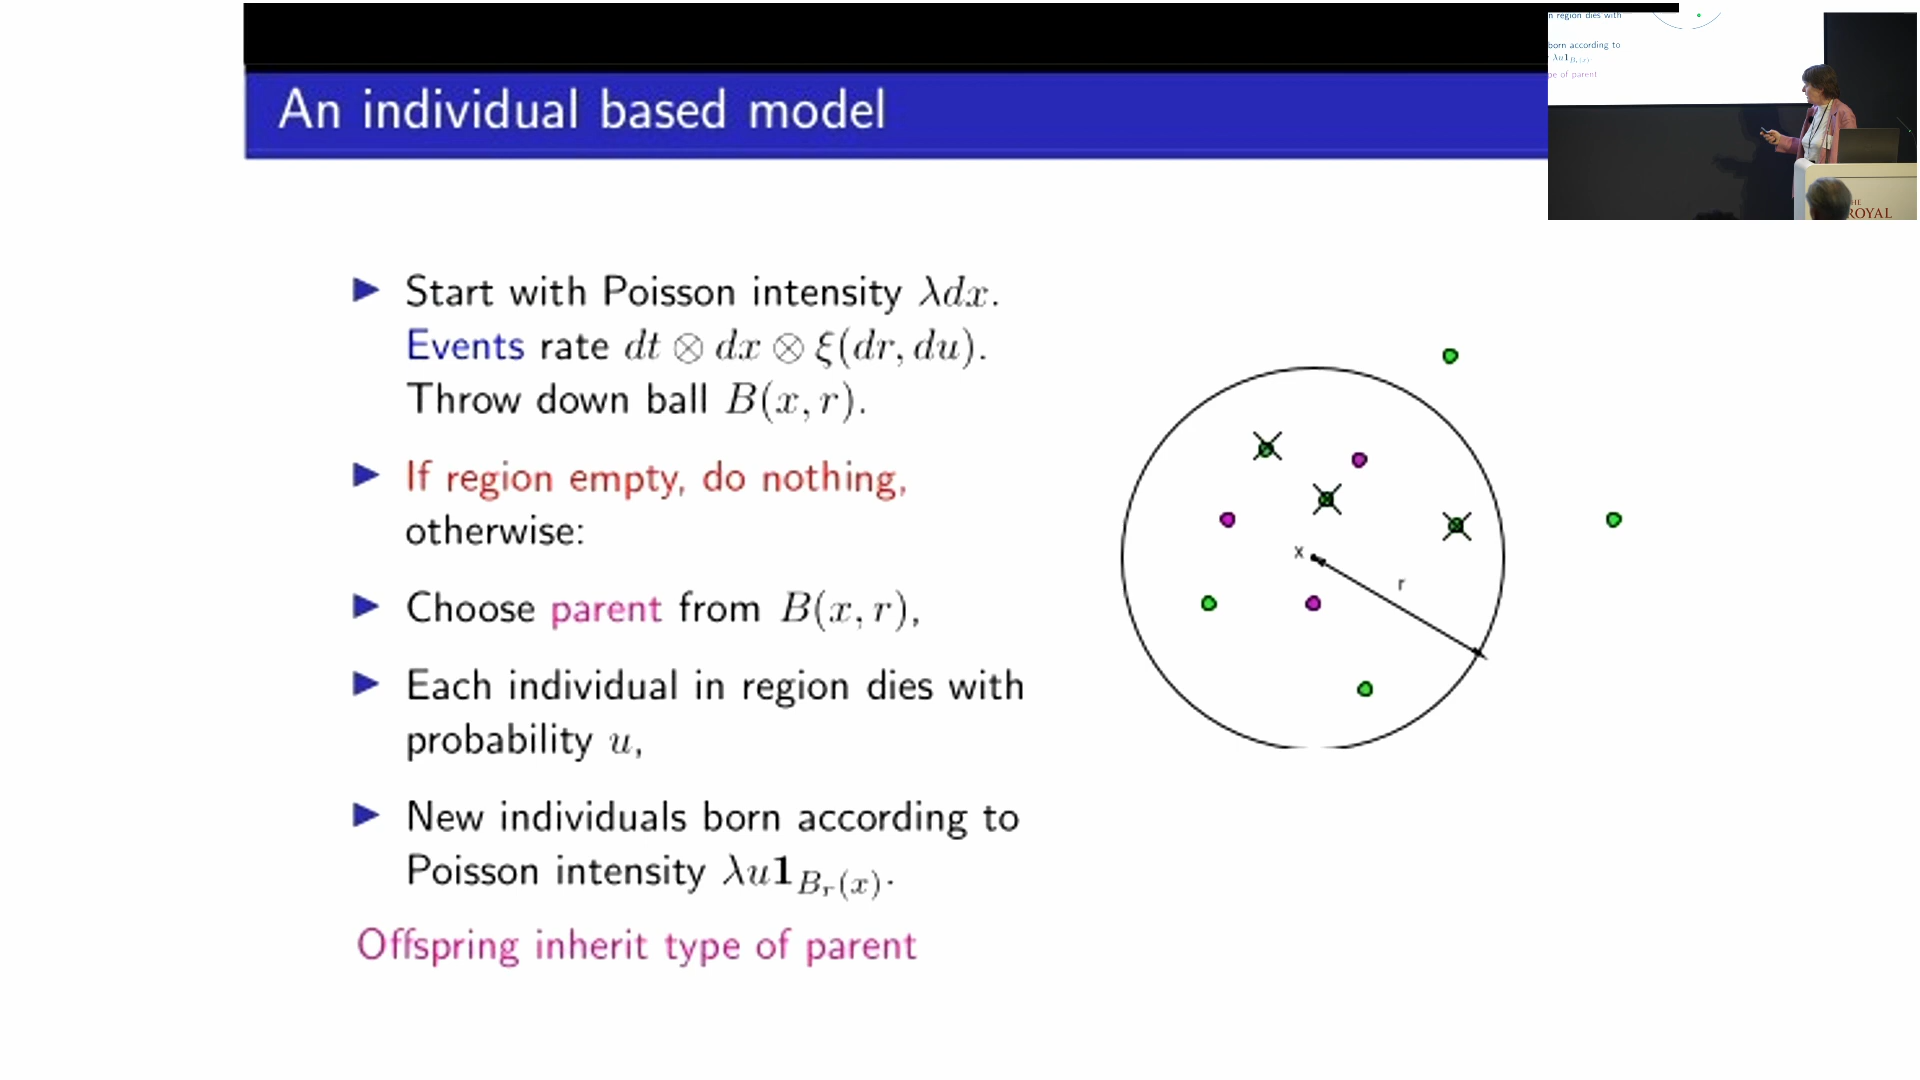 An individual based model
n region dies with
born according to
λu1_{B_r(x)}
pe of parent
HE
ROYAL
▶ Start with Poisson intensity λdx.
Events rate dt ⊗ dx ⊗ ξ(dr, du).
Throw down ball B(x, r).
▶ If region empty, do nothing,
otherwise:
▶ Choose parent from B(x, r),
▶ Each individual in region dies with
probability u,
▶ New individuals born according to
Poisson intensity λu1_{B_r(x)}.
Offspring inherit type of parent
x
r